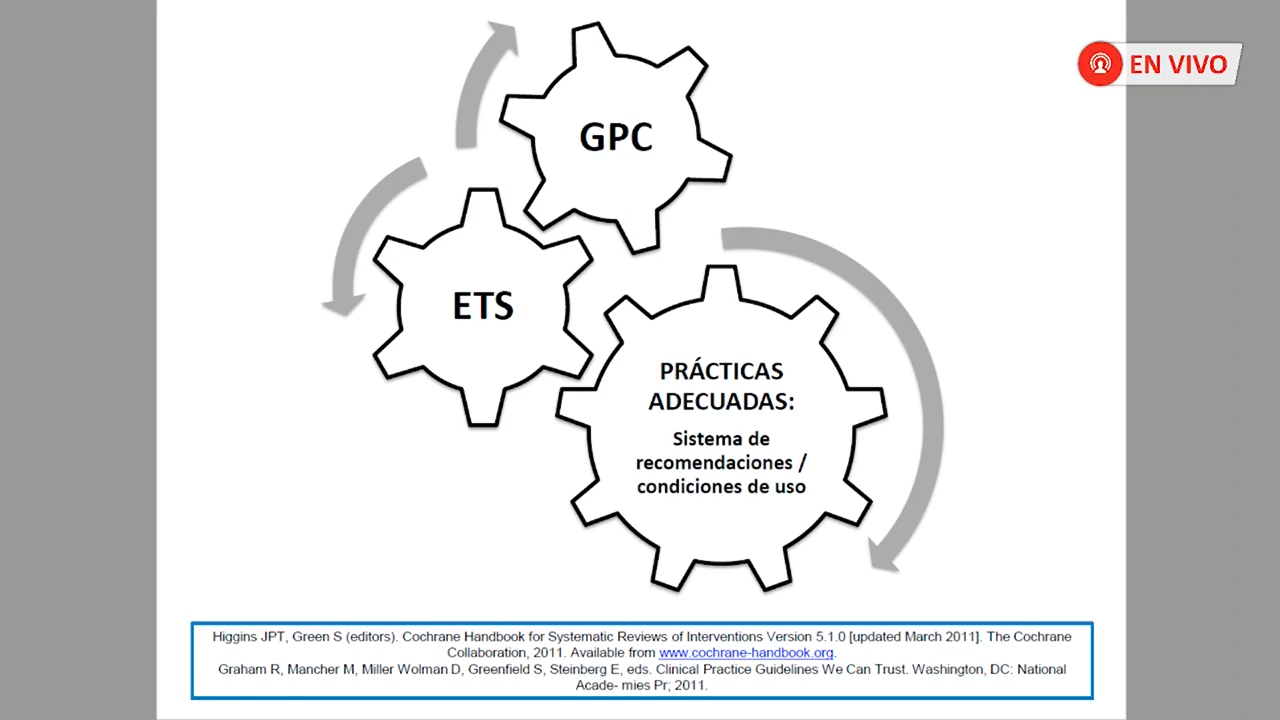 EN VIVO
GPC
ETS
PRÁCTICAS
ADECUADAS:
Sistema de
recomendaciones /
condiciones de uso
Higgins JPT, Green S (editors). Cochrane Handbook for Systematic Reviews of Interventions Version 5.1.0 [updated March 2011]. The Cochrane
Collaboration, 2011. Available from www.cochrane-handbook.org.
Graham R, Mancher M, Miller Wolman D, Greenfield S, Steinberg E, eds. Clinical Practice Guidelines We Can Trust. Washington, DC: National
Acade- mies Pr; 2011.